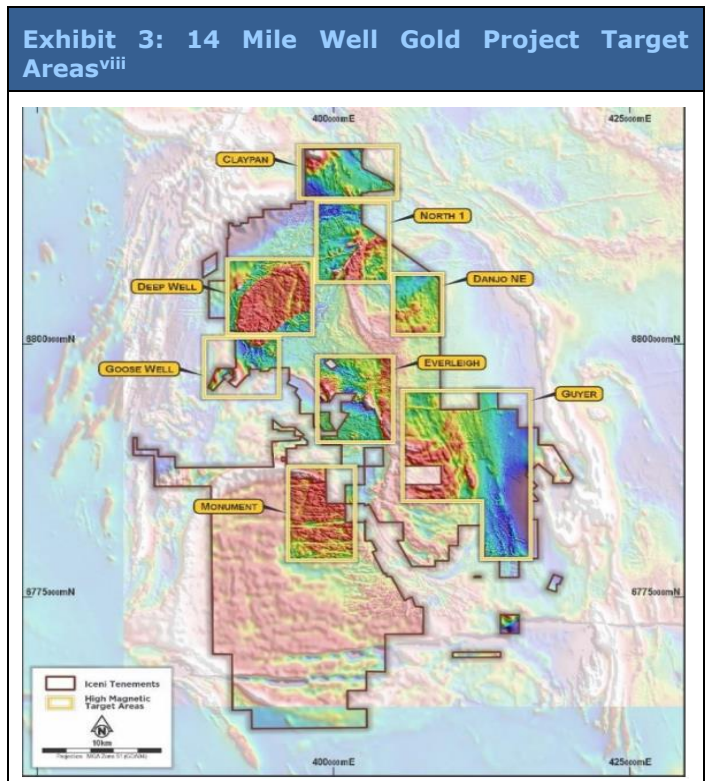 Exhibit 3: 14 Mile Well Gold Project Target
Areasviii
400000mE
425000mE
CLAYPAN
NORTH 1
DEEP WELL
DANJO NE
6800000mN
6800000mN
GOOSE WELL
EVERLEIGH
GUYER
MONUMENT
6775000mN
6775000mN
Iceni Tenements
High Magnetic
Target Areas
N
10km
400000mE
425000mE